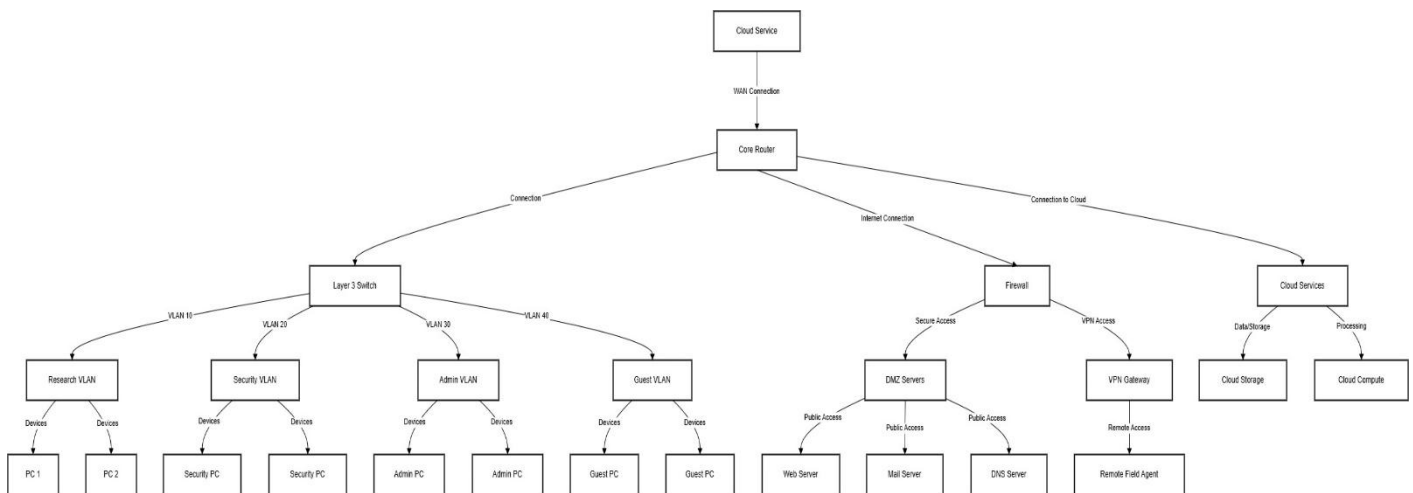 Cloud Service
WAN Connection
Core Router
Connection
Internet Connection
Connection to Cloud
Layer 3 Switch
Firewall
Cloud Services
VLAN 10
VLAN 20
VLAN 30
VLAN 40
Secure Access
VPN Access
Data/Storage
Processing
Research VLAN
Security VLAN
Admin VLAN
Guest VLAN
DMZ Servers
VPN Gateway
Cloud Storage
Cloud Compute
Devices
Devices
Devices
Devices
Devices
Devices
Devices
Devices
Public Access
Public Access
Public Access
Remote Access
PC 1
PC 2
Security PC
Security PC
Admin PC
Admin PC
Guest PC
Guest PC
Web Server
Mail Server
DNS Server
Remote Field Agent